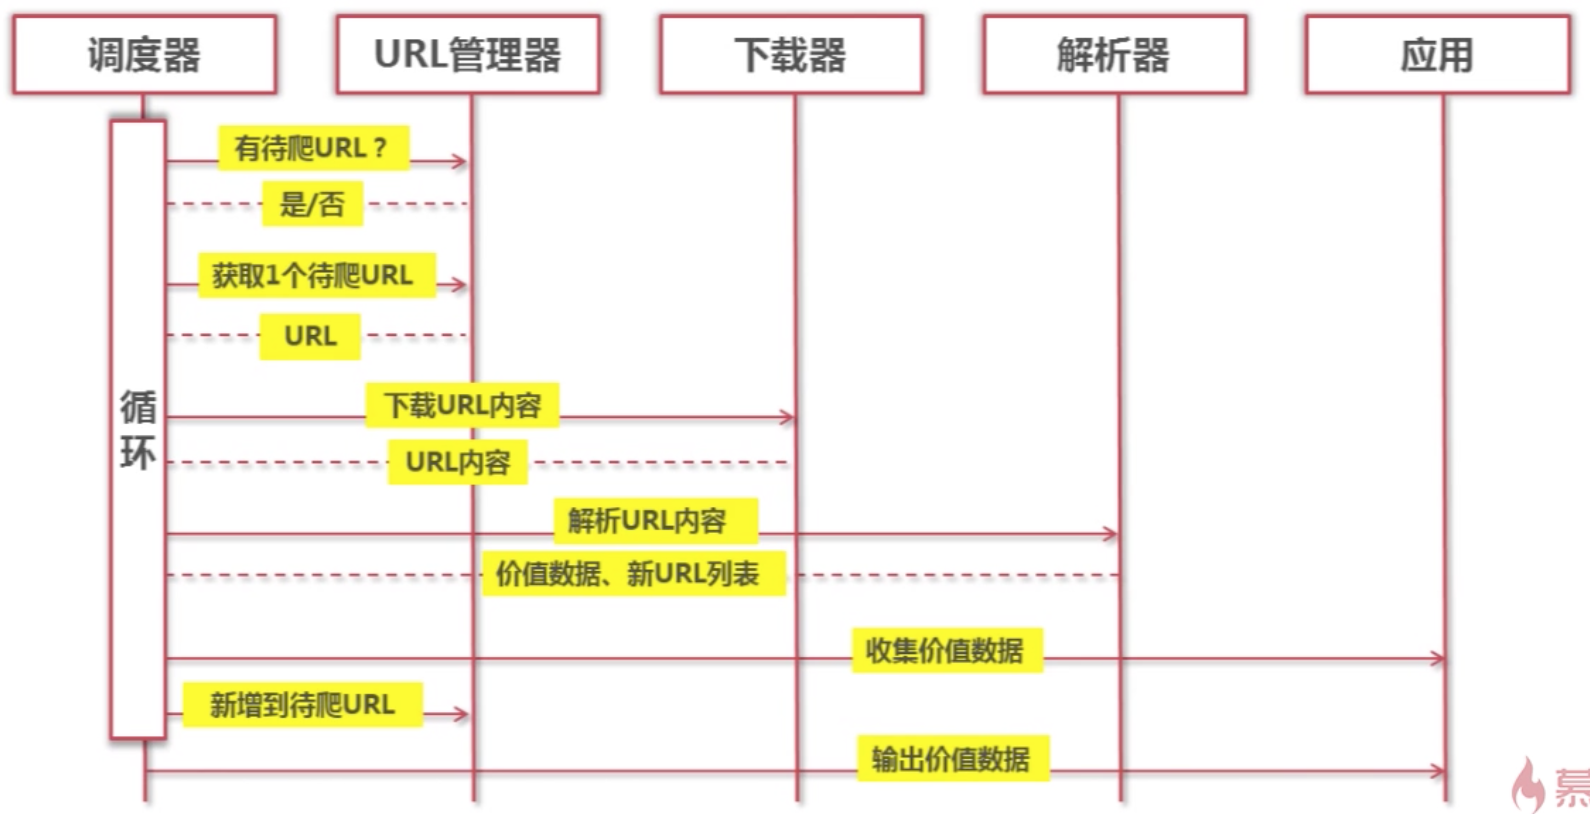 调度器
URL管理器
下载器
解析器
应用
有待爬URL？
是/否
获取1个待爬URL
URL
循
环
下载URL内容
URL内容
解析URL内容
价值数据、新URL列表
收集价值数据
新增到待爬URL
输出价值数据
慕